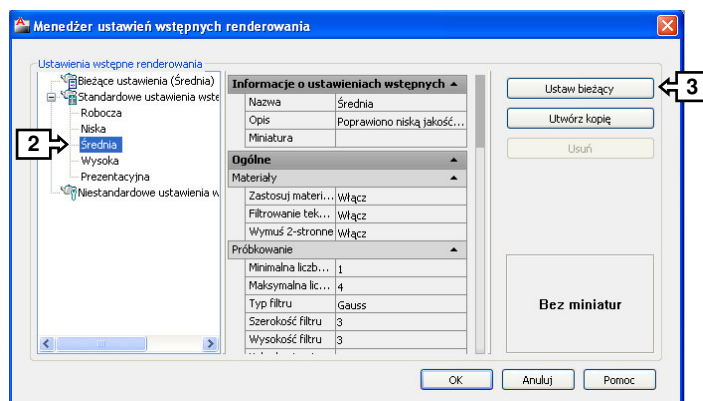 Menedżer ustawień wstępnych renderowania
Ustawienia wstępne renderowania
Bieżące ustawienia (Średnia)
Standardowe ustawienia wste
Robocza
Niska
2
Średnia
Wysoka
Prezentacyjna
Niestandardowe ustawienia w
Informacje o ustawieniach wstępnych
Nazwa Średnia
Opis Poprawiono niską jakość...
Miniatura
Ogólne
Materiały
Zastosuj materi... Włącz
Filtrowanie tek... Włącz
Wymuś 2-stronne Włącz
Próbkowanie
Minimalna liczb... 1
Maksymalna lic... 4
Typ filtru Gauss
Szerokość filtru 3
Wysokość filtru 3
Ustaw bieżący
3
Utwórz kopię
Usuń
Bez miniatur
OK Anuluj Pomoc